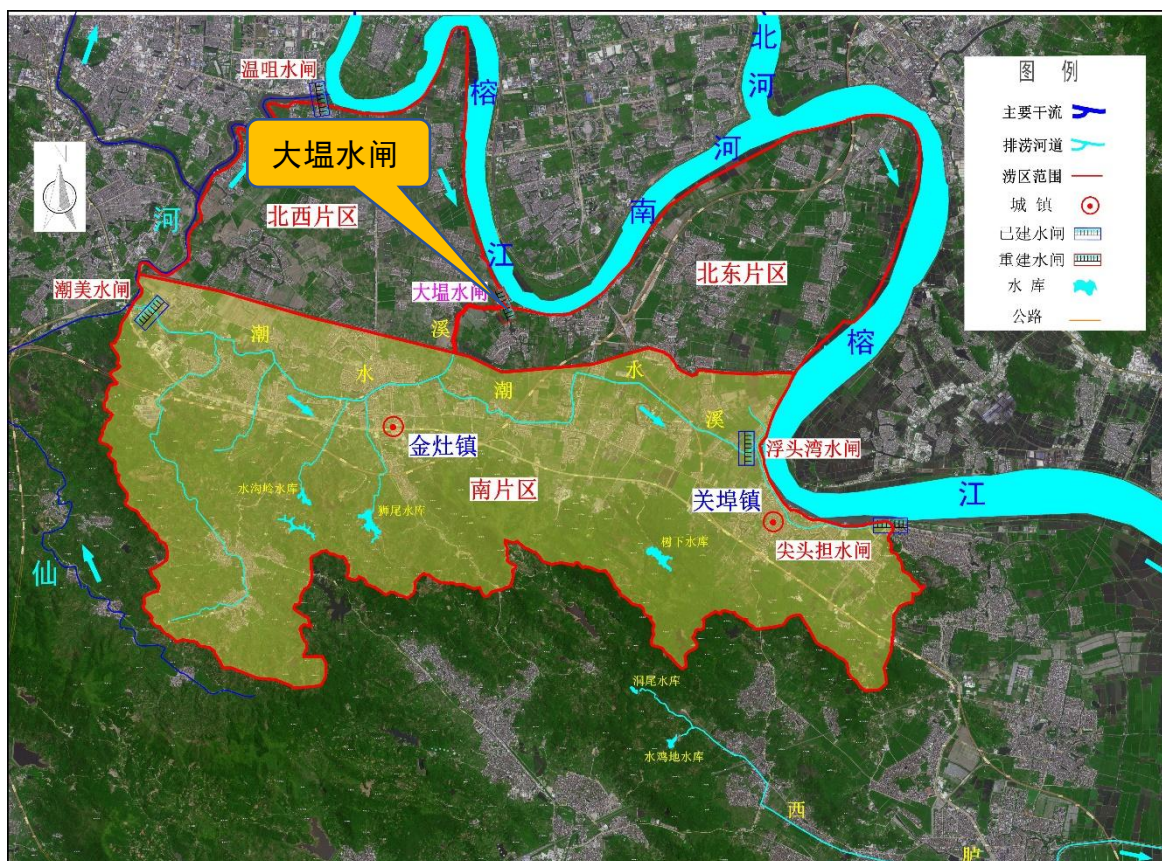 北
河
温咀水闸
榕
图 例
主要干流
排涝河道
涝区范围
城 镇
已建水闸
重建水闸
水 库
公路
大塭水闸
河
南
河
北西片区
江
北东片区
潮美水闸
大塭水闸
溪
榕
潮
水
潮
水
溪
金灶镇
浮头湾水闸
南片区
水沟岭水库
狮尾水库
关埠镇
江
树下水库
尖头担水闸
仙
洞尾水库
水鸡地水库
西
胪